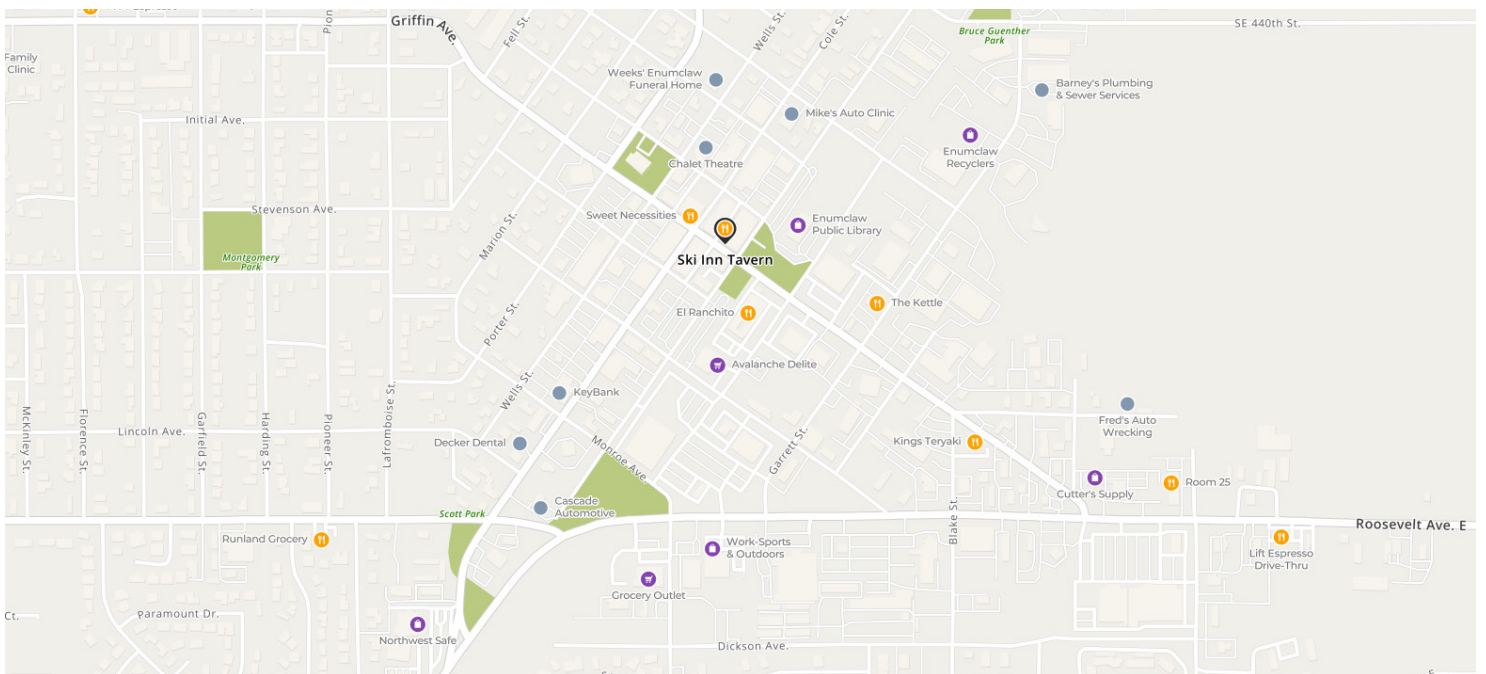 Espresso
Griffin Ave.
Fell St.
Wells St.
Cole St.
SE 440th St.
Bruce Guenther
Park
Family
Clinic
Weeks' Enumclaw
Funeral Home
Barney's Plumbing
& Sewer Services
Mike's Auto Clinic
Initial Ave.
Enumclaw
Recyclers
Chalet Theatre
Stevenson Ave.
Sweet Necessities
Enumclaw
Public Library
Marion St.
Montgomery
Park
Ski Inn Tavern
The Kettle
El Ranchito
Porter St.
Avalanche Delite
KeyBank
Wells St.
McKinley St.
Florence St.
Garfield St.
Harding St.
Pioneer St.
Lafromboise St.
Lincoln Ave.
Decker Dental
Monroe Ave.
Garrett St.
Kings Teryaki
Fred's Auto
Wrecking
Cutter's Supply
Room 25
Cascade
Automotive
Scott Park
Blake St.
Roosevelt Ave. E
Runland Grocery
Work-Sports
& Outdoors
Lift Espresso
Drive-Thru
Grocery Outlet
Paramount Dr.
Ct.
Northwest Safe
Dickson Ave.